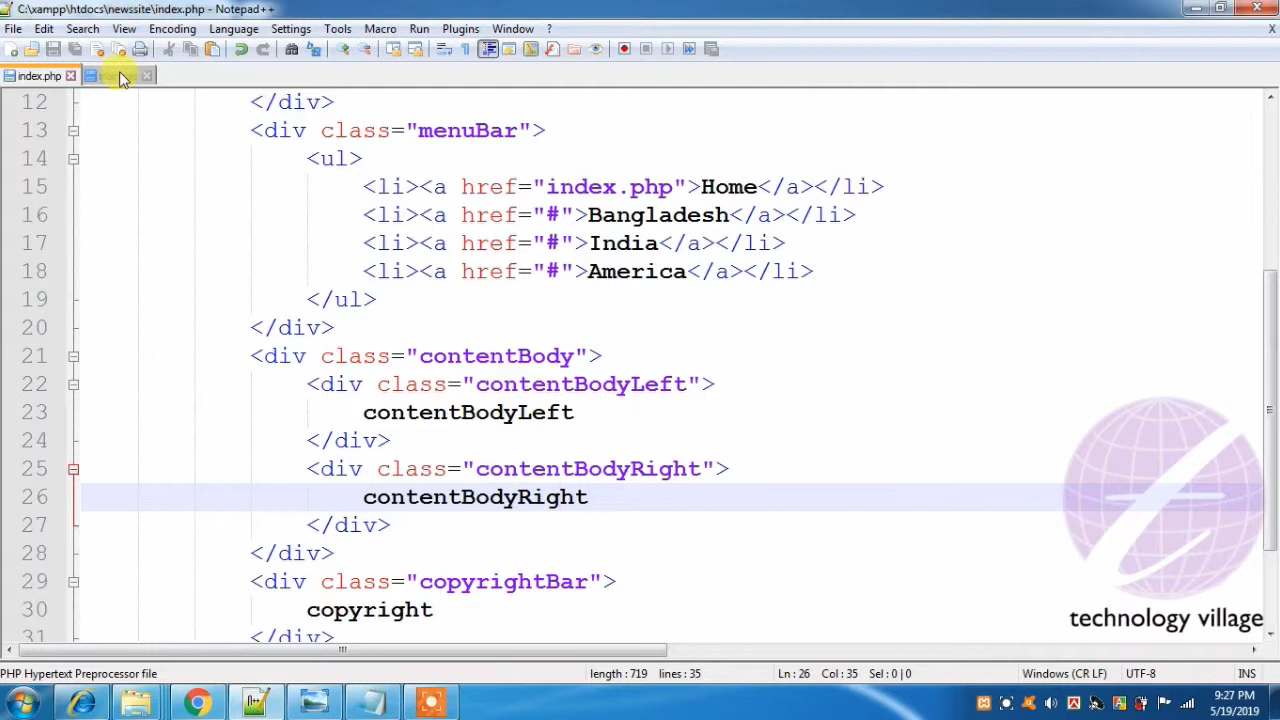 C:\xampp\htdocs\newssite\index.php - Notepad++
File Edit Search View Encoding Language Settings Tools Macro Run Plugins Window ? X
index.php
12 </div>
13 <div class="menuBar">
14 <ul>
15 <li><a href="index.php">Home</a></li>
16 <li><a href="#">Bangladesh</a></li>
17 <li><a href="#">India</a></li>
18 <li><a href="#">America</a></li>
19 </ul>
20 </div>
21 <div class="contentBody">
22 <div class="contentBodyLeft">
23 contentBodyLeft
24 </div>
25 <div class="contentBodyRight">
26 contentBodyRight
27 </div>
28 </div>
29 <div class="copyrightBar">
30 copyright
31 </div>
technology village
PHP Hypertext Preprocessor file length : 719 lines : 35 Ln : 26 Col : 35 Sel : 0 | 0 Windows (CR LF) UTF-8 INS
9:27 PM
5/19/2019